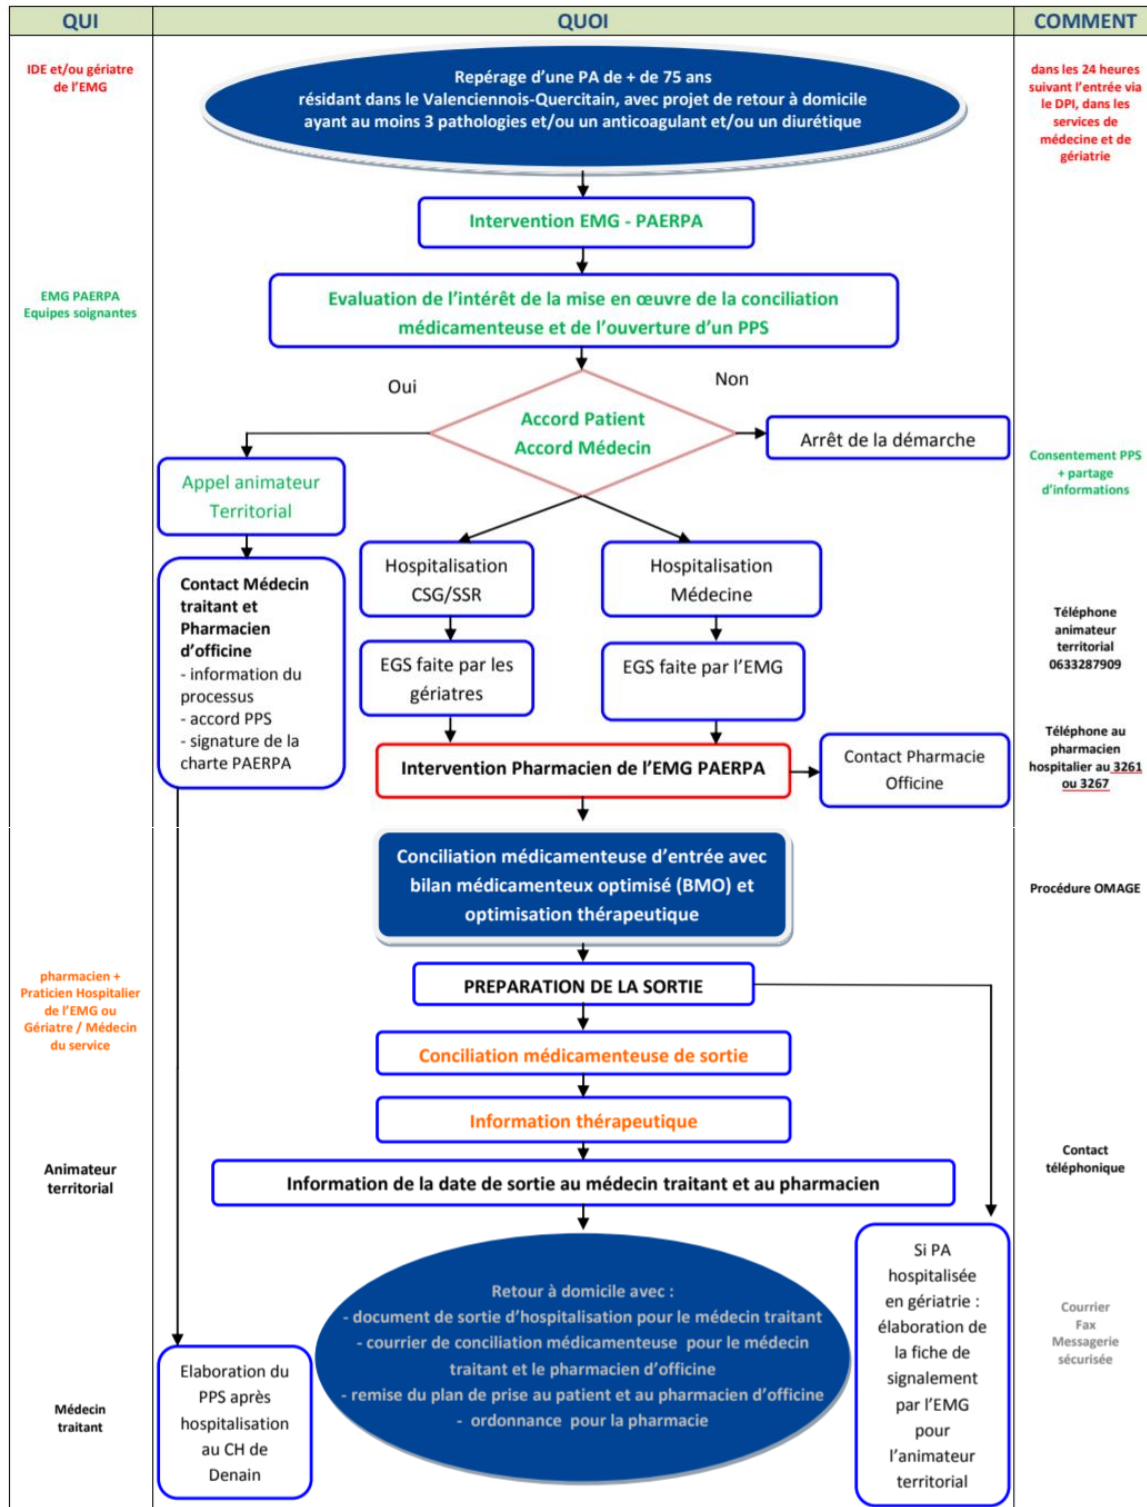 QUI
QUOI
COMMENT
IDE et/ou gériatre
de l'EMG
Repérage d'une PA de + de 75 ans
résidant dans le Valenciennois-Quercitain, avec projet de retour à domicile
ayant au moins 3 pathologies et/ou un anticoagulant et/ou un diurétique
dans les 24 heures
suivant l'entrée via
le DPI, dans les
services de
médecine et de
gériatrie
Intervention EMG - PAERPA
EMG PAERPA
Equipes soignantes
Evaluation de l'intérêt de la mise en œuvre de la conciliation
médicamenteuse et de l'ouverture d'un PPS
Oui
Non
Accord Patient
Accord Médecin
Arrêt de la démarche
Consentement PPS
+ partage
d'informations
Appel animateur
Territorial
Contact Médecin
traitant et
Pharmacien
d'officine
- information du
processus
- accord PPS
- signature de la
charte PAERPA
Hospitalisation
CSG/SSR
Hospitalisation
Médecine
EGS faite par les
gériatres
EGS faite par l'EMG
Téléphone
animateur
territorial
0633287909
Intervention Pharmacien de l'EMG PAERPA
Contact Pharmacie
Officine
Téléphone au
pharmacien
hospitalier au 3261
ou 3267
Conciliation médicamenteuse d'entrée avec
bilan médicamenteux optimisé (BMO) et
optimisation thérapeutique
Procédure OMAGE
pharmacien +
Praticien Hospitalier
de l'EMG ou
Gériatre / Médecin
du service
PREPARATION DE LA SORTIE
Conciliation médicamenteuse de sortie
Information thérapeutique
Animateur
territorial
Information de la date de sortie au médecin traitant et au pharmacien
Contact
téléphonique
Retour à domicile avec :
- document de sortie d'hospitalisation pour le médecin traitant
- courrier de conciliation médicamenteuse pour le médecin
traitant et le pharmacien d'officine
- remise du plan de prise au patient et au pharmacien d'officine
- ordonnance pour la pharmacie
Si PA
hospitalisée
en gériatrie :
élaboration de
la fiche de
signalement
par l'EMG
pour
l'animateur
territorial
Courrier
Fax
Messagerie
sécurisée
Médecin
traitant
Elaboration du
PPS après
hospitalisation
au CH de
Denain